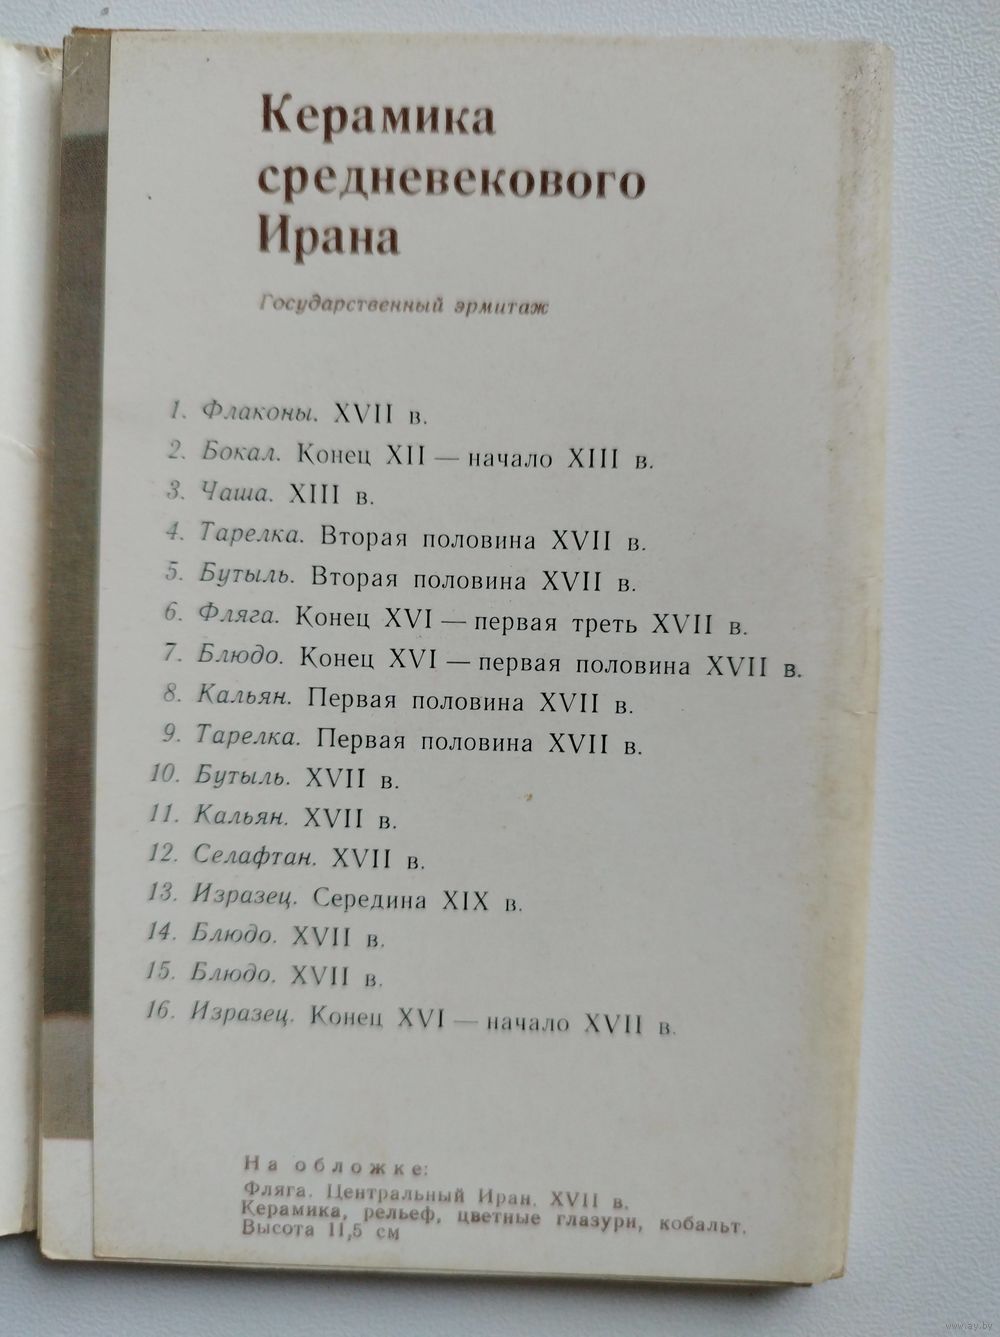 Керамика
средневекового
Ирана
Государственный эрмитаж
1. Флаконы. XVII в.
2. Бокал. Конец XII — начало XIII в.
3. Чаша. XIII в.
4. Тарелка. Вторая половина XVII в.
5. Бутыль. Вторая половина XVII в.
6. Фляга. Конец XVI — первая треть XVII в.
7. Блюдо. Конец XVI — первая половина XVII в.
8. Кальян. Первая половина XVII в.
9. Тарелка. Первая половина XVII в.
10. Бутыль. XVII в.
11. Кальян. XVII в.
12. Селафтан. XVII в.
13. Изразец. Середина XIX в.
14. Блюдо. XVII в.
15. Блюдо. XVII в.
16. Изразец. Конец XVI — начало XVII в.
На обложке:
Фляга. Центральный Иран. XVII в.
Керамика, рельеф, цветные глазури, кобальт.
Высота 11,5 см
www.ay.by